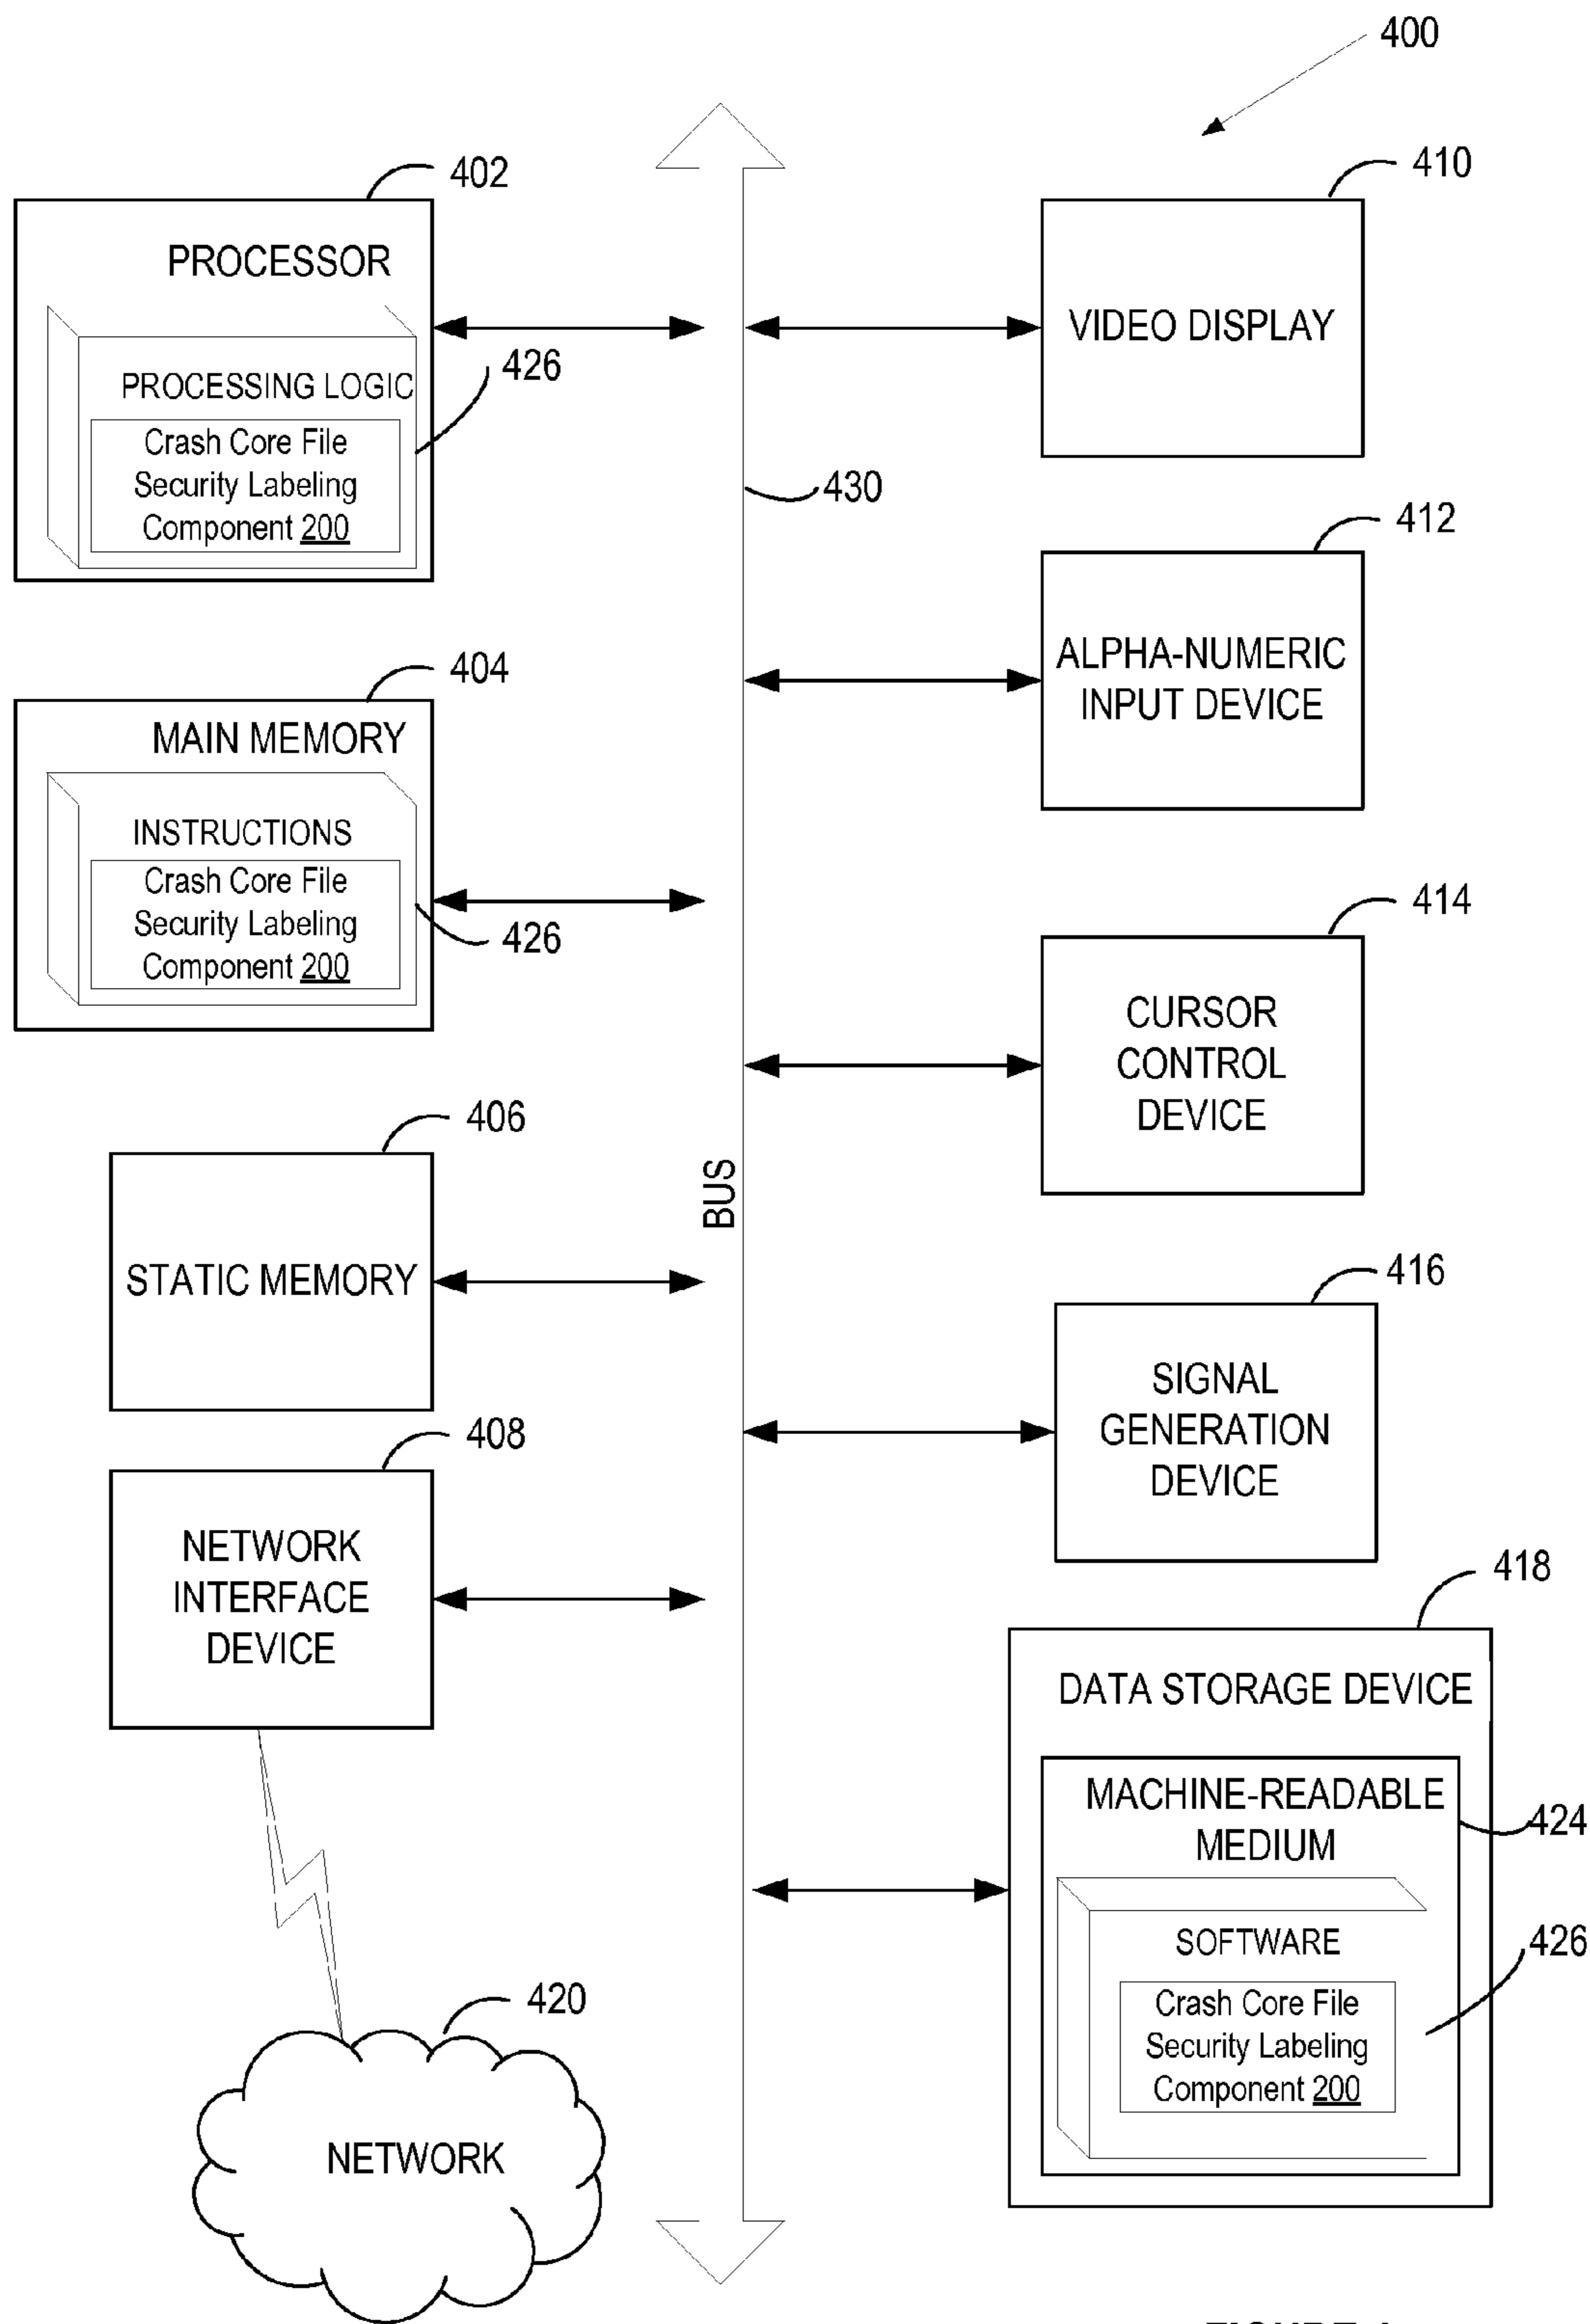 400
402
PROCESSOR
PROCESSING LOGIC
426
Crash Core File
Security Labeling
Component 200
404
MAIN MEMORY
INSTRUCTIONS
Crash Core File
Security Labeling
Component 200
426
406
STATIC MEMORY
408
NETWORK
INTERFACE
DEVICE
420
NETWORK
430
BUS
410
VIDEO DISPLAY
412
ALPHA-NUMERIC
INPUT DEVICE
414
CURSOR
CONTROL
DEVICE
416
SIGNAL
GENERATION
DEVICE
418
DATA STORAGE DEVICE
MACHINE-READABLE
MEDIUM
424
SOFTWARE
426
Crash Core File
Security Labeling
Component 200